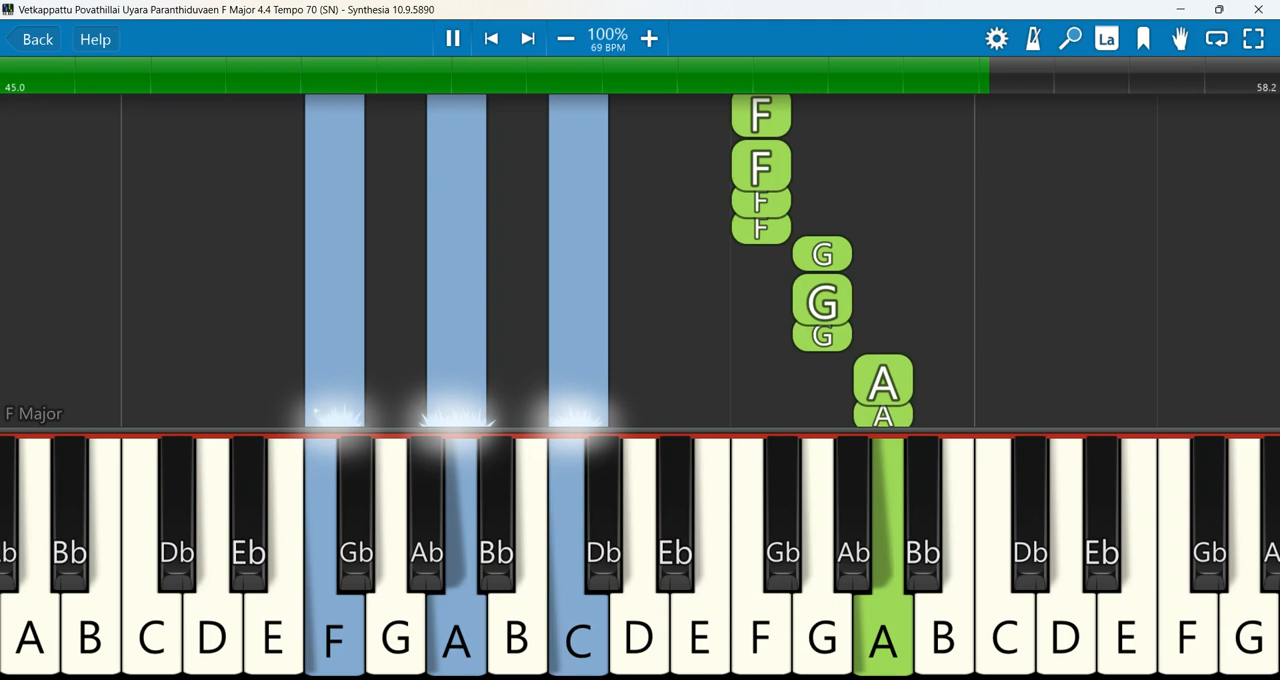 Vetkappattu Povathillai Uyara Paranthiduvaen F Major 4.4 Tempo 70 (SN) - Synthesia 10.9.5890
Back Help 100% La
69 BPM
45.0 58.2
F
F
F
F
G
G
G
A
A
F Major
Bb Db Eb Gb Ab Bb Db Eb Gb Ab Bb Db Eb Gb
A B C D E F G A B C D E F G A B C D E F G